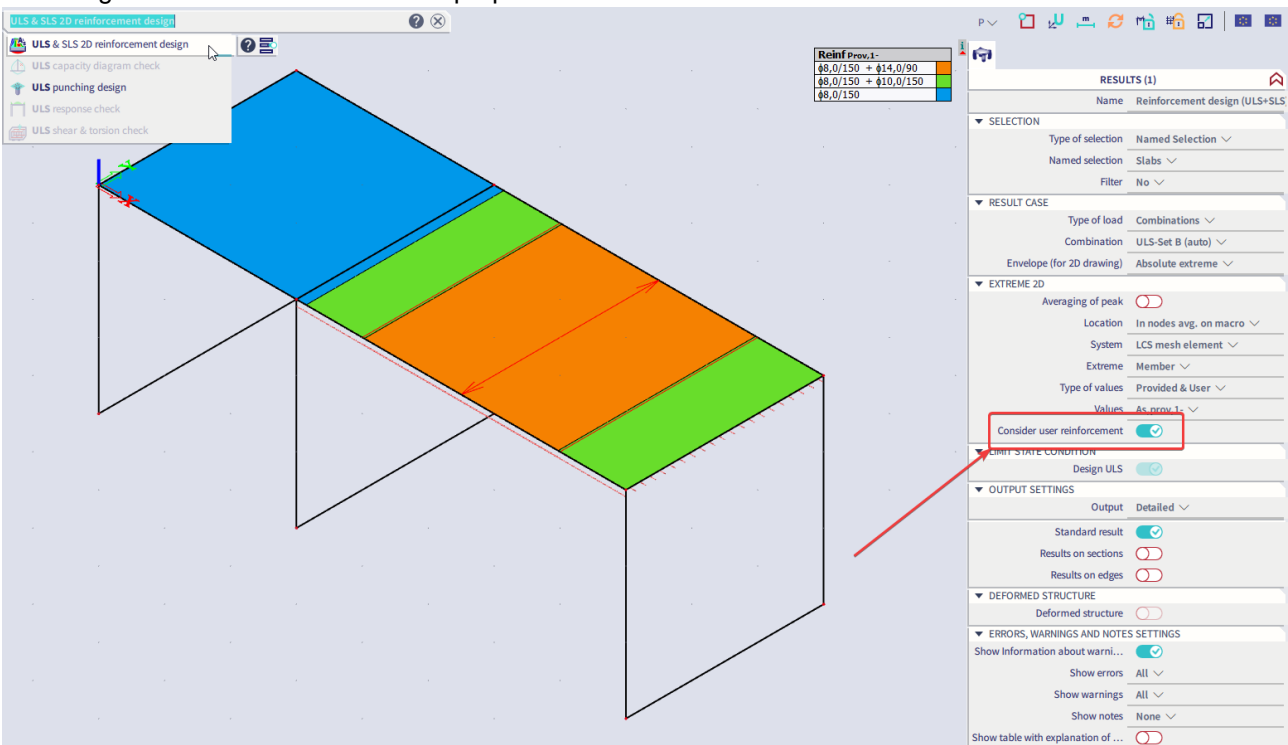 ULS & SLS 2D reinforcement design
ULS & SLS 2D reinforcement design
ULS capacity diagram check
ULS punching design
ULS response check
ULS shear & torsion check
Reinf Prov,1-
ϕ8,0/150 + ϕ14,0/90
ϕ8,0/150 + ϕ10,0/150
ϕ8,0/150
P
RESULTS (1)
Name Reinforcement design (ULS+SLS
SELECTION
Type of selection Named Selection
Named selection Slabs
Filter No
RESULT CASE
Type of load Combinations
Combination ULS-Set B (auto)
Envelope (for 2D drawing) Absolute extreme
EXTREME 2D
Averaging of peak
Location In nodes avg. on macro
System LCS mesh element
Extreme Member
Type of values Provided & User
Values As,prov,1-
Consider user reinforcement
LIMIT STATE CONDITION
Design ULS
OUTPUT SETTINGS
Output Detailed
Standard result
Results on sections
Results on edges
DEFORMED STRUCTURE
Deformed structure
ERRORS, WARNINGS AND NOTES SETTINGS
Show Information about warni...
Show errors All
Show warnings All
Show notes None
Show table with explanation of ...